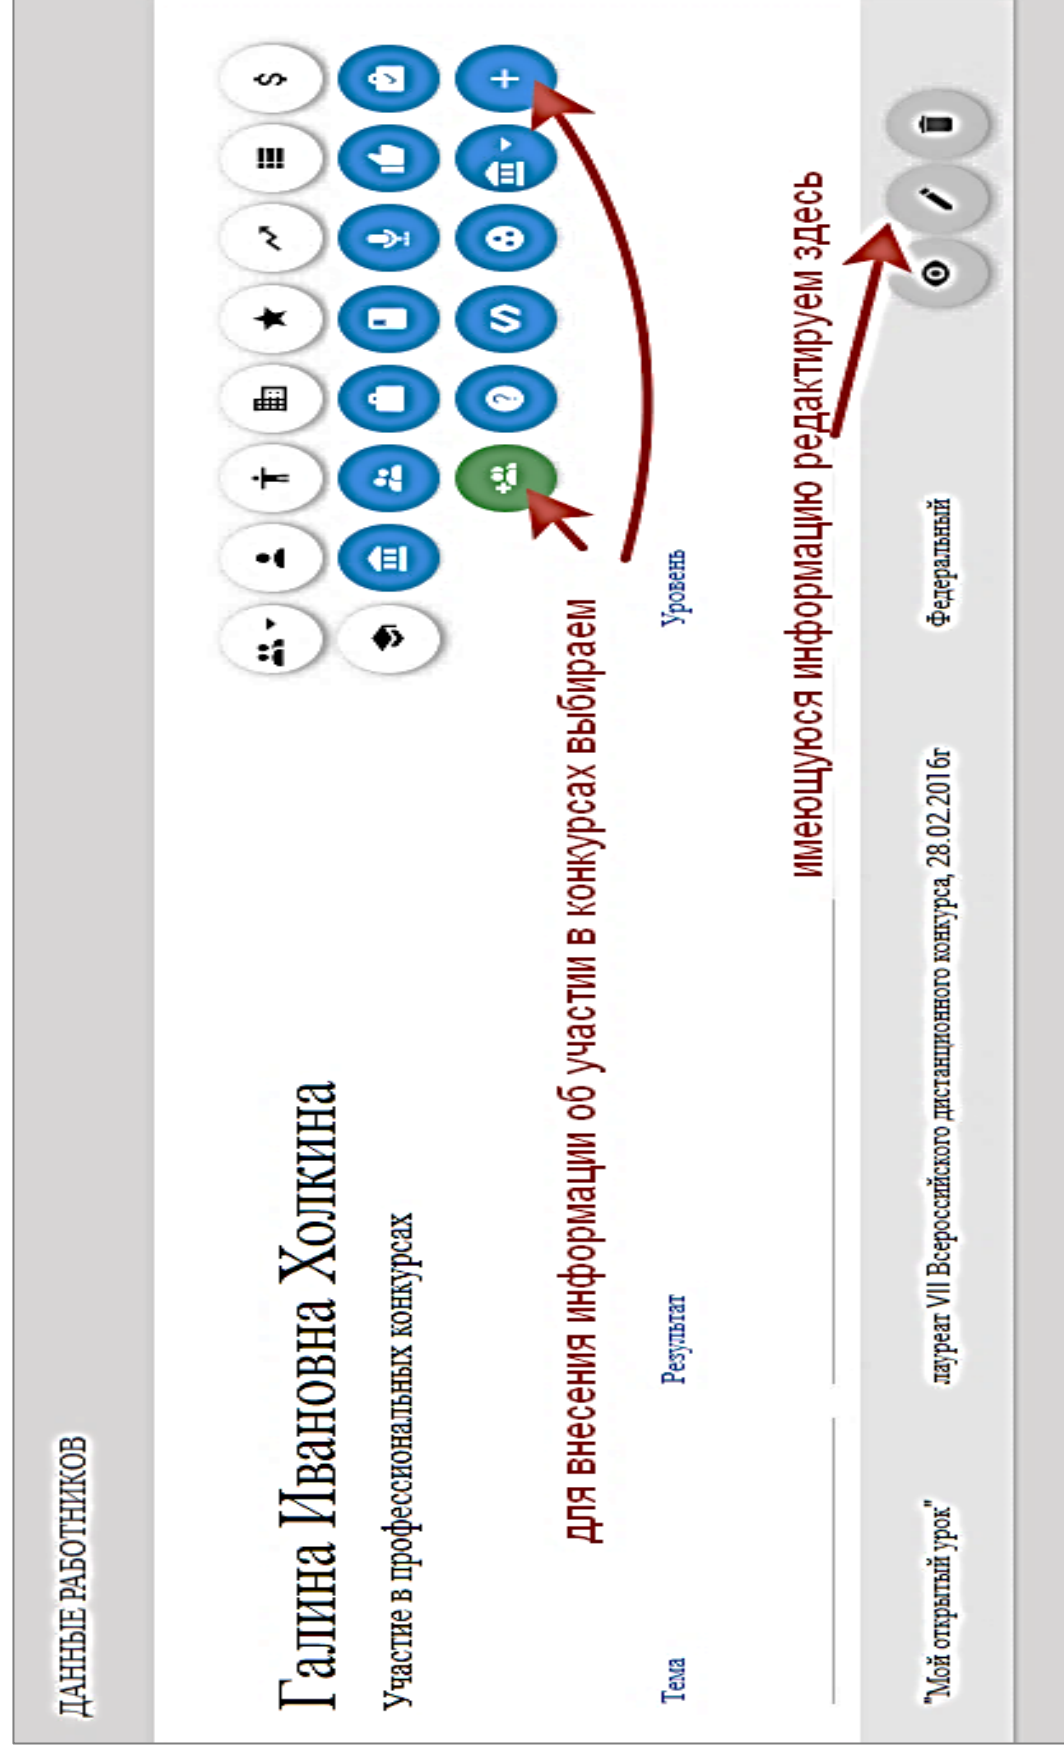 ДАННЫЕ РАБОТНИКОВ
Галина Ивановна Холкина
Участие в профессиональных конкурсах
для внесения информации об участии в конкурсах выбираем
Тема Результат Уровень
имеющуюся информацию редактируем здесь
"Мой открытый урок" лауреат VII Всероссийского дистанционного конкурса, 28.02.2016г Федеральный